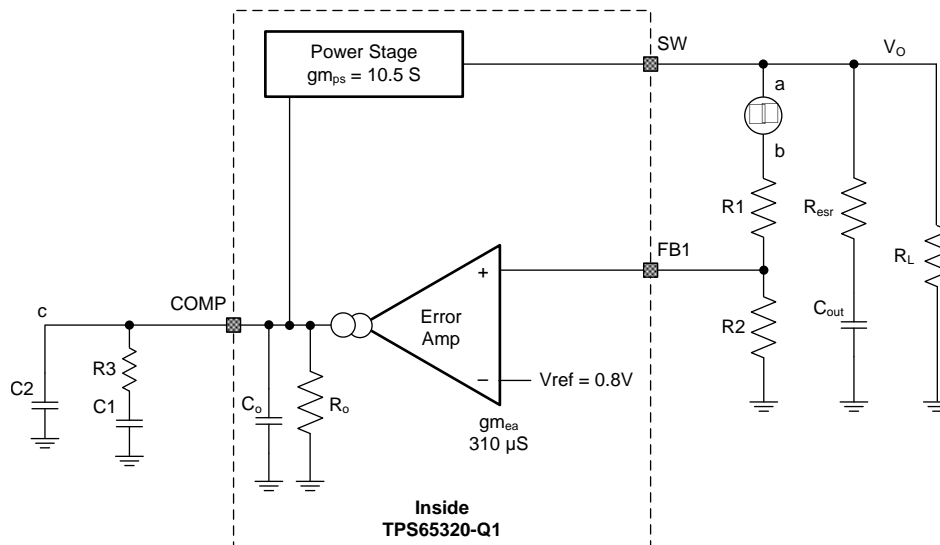 Power Stage
gmps = 10.5 S
SW
VO
a
b
R1
Resr
RL
FB1
COMP
c
+
Error
Amp
R2
Cout
R3
C2
C1
Co
Ro
−
Vref = 0.8V
gmea
310 µS
Inside
TPS65320-Q1